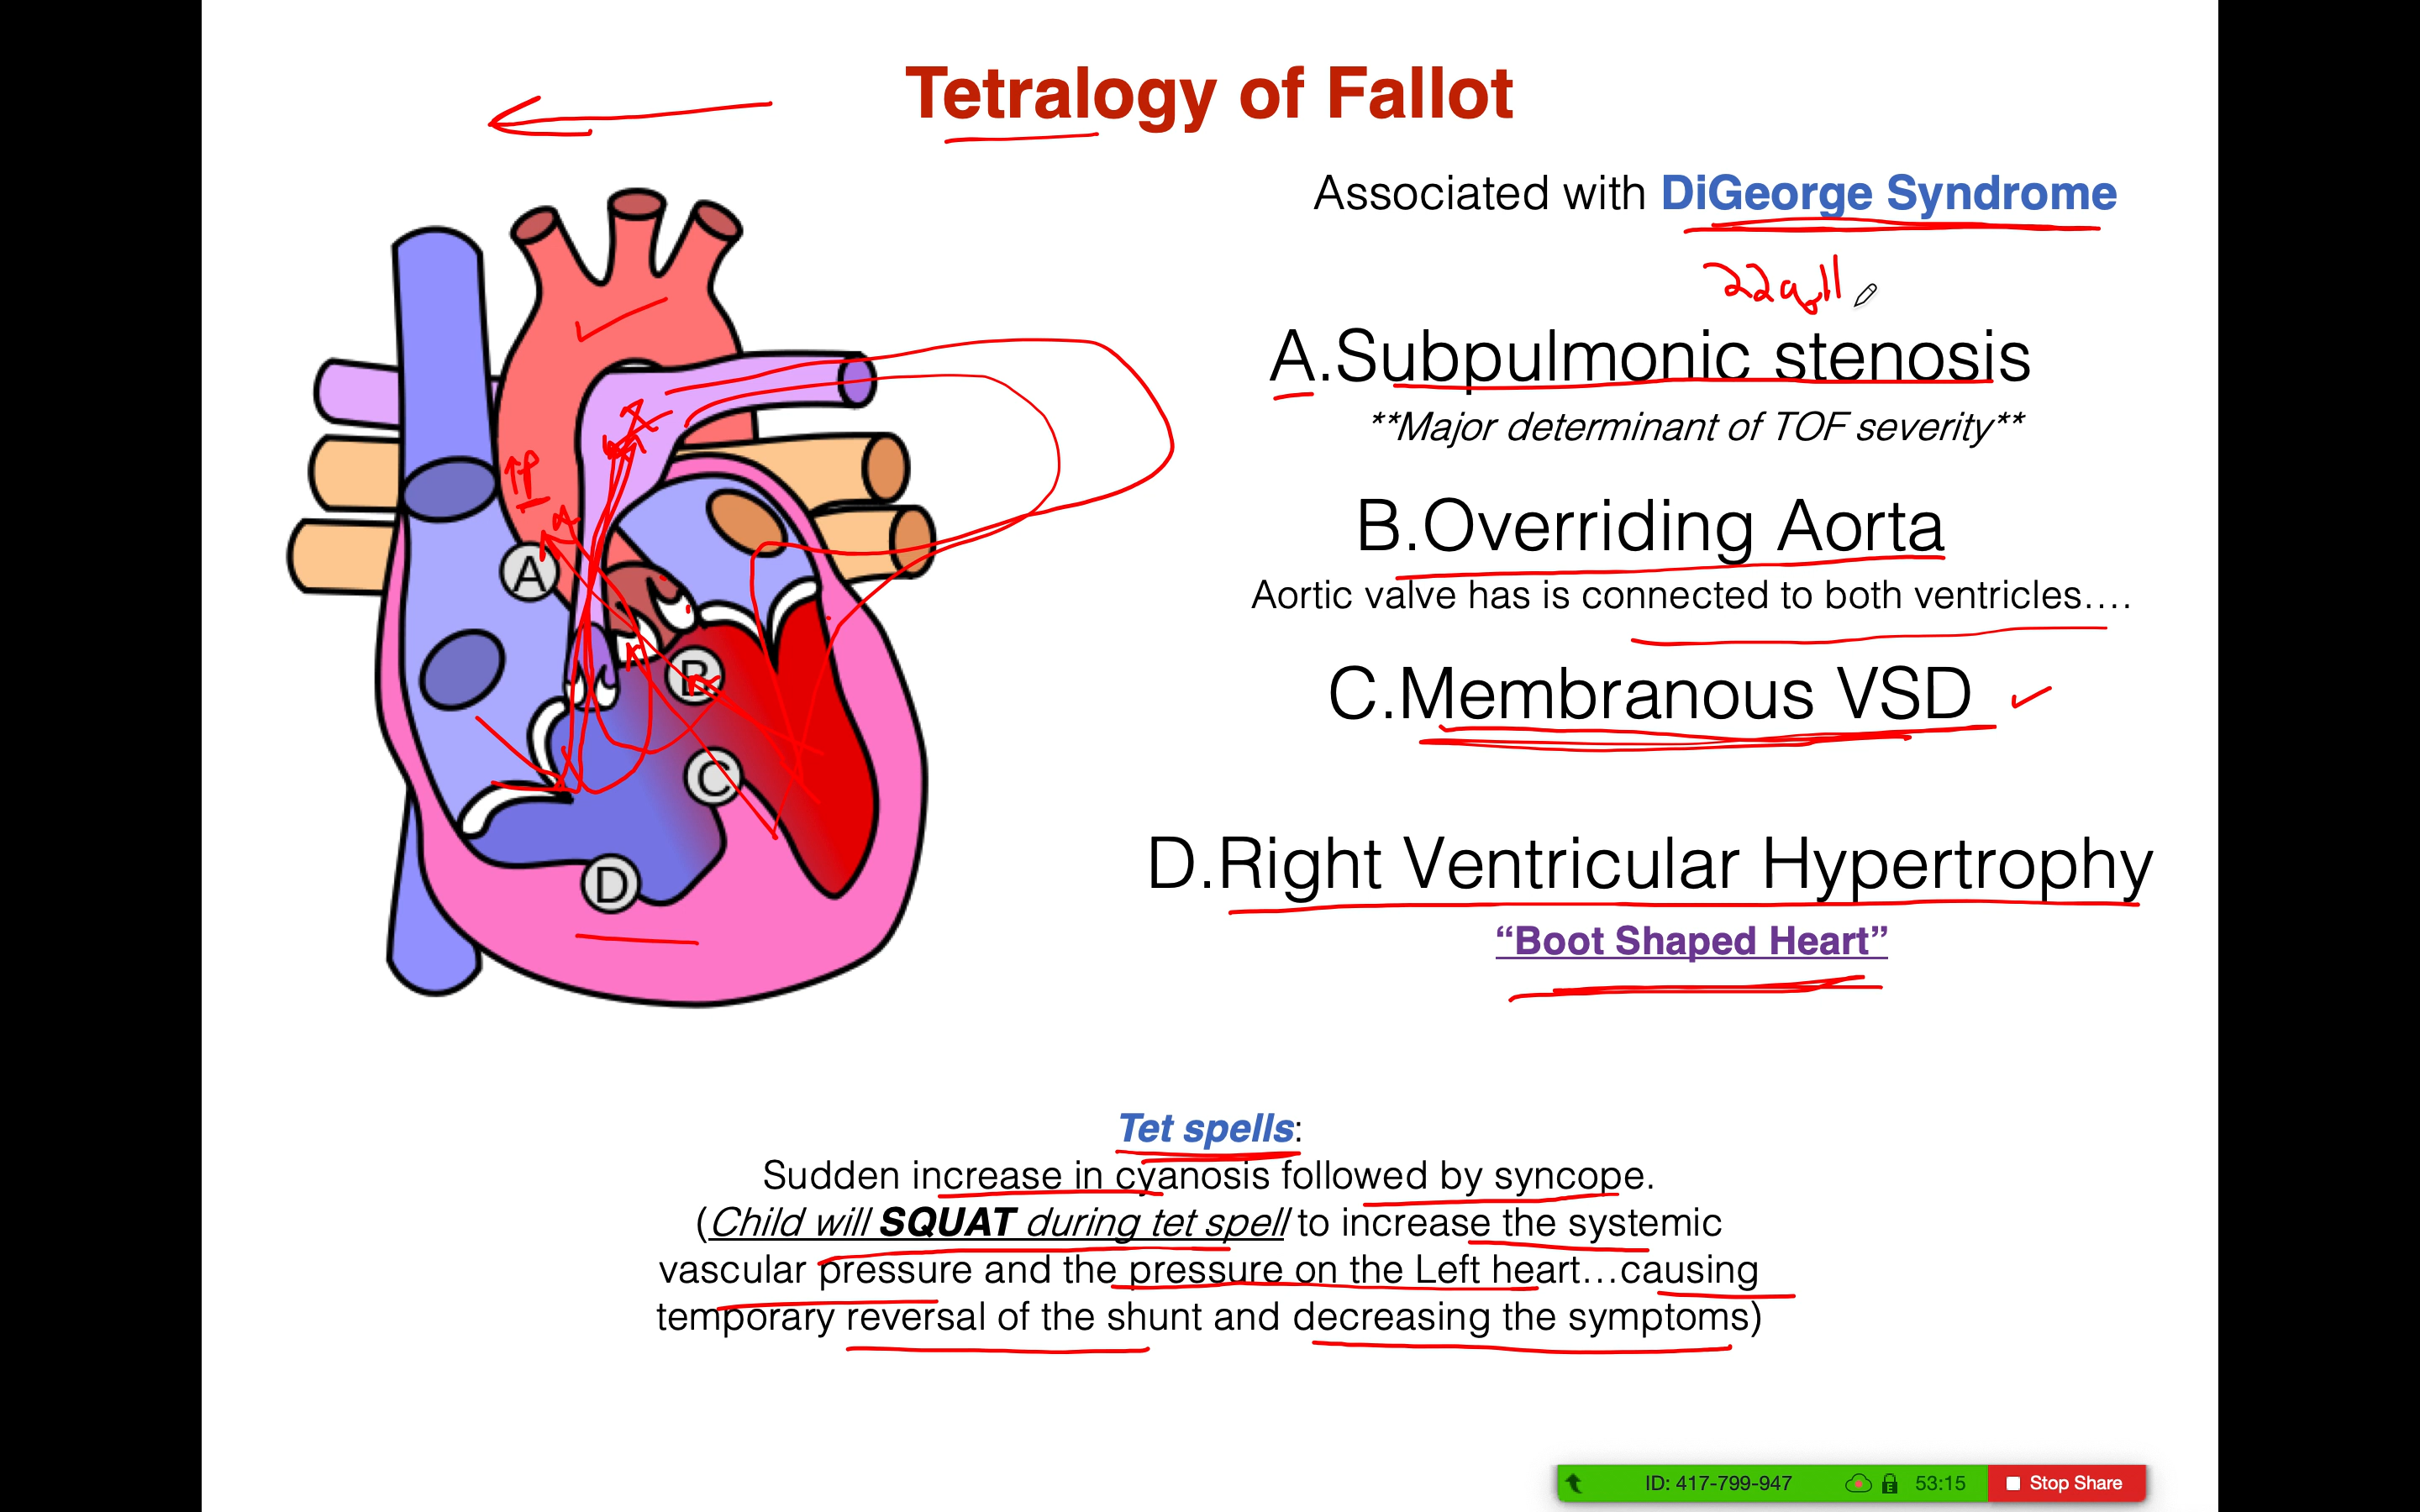 Tetralogy of Fallot
Associated with DiGeorge Syndrome
22q11
A.Subpulmonic stenosis
**Major determinant of TOF severity**
B.Overriding Aorta
Aortic valve has is connected to both ventricles....
C.Membranous VSD
D.Right Ventricular Hypertrophy
“Boot Shaped Heart”
↑P
A
B
C
D
Tet spells:
Sudden increase in cyanosis followed by syncope.
(Child will SQUAT during tet spell to increase the systemic
vascular pressure and the pressure on the Left heart...causing
temporary reversal of the shunt and decreasing the symptoms)
ID: 417-799-947 53:15 Stop Share